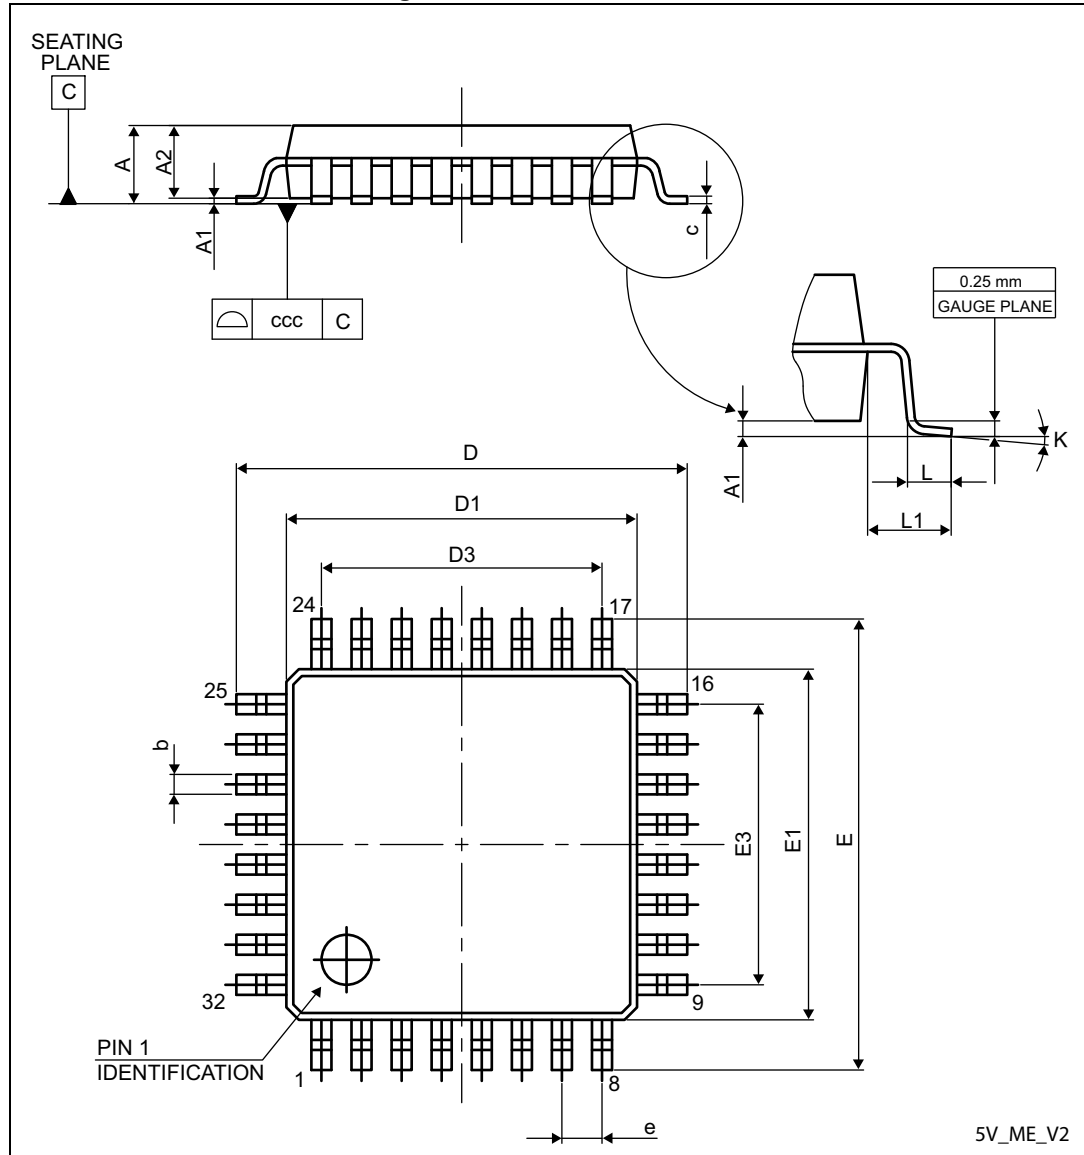 SEATING
PLANE
C
A
A2
A1
c
ccc
C
0.25 mm
GAUGE PLANE
A1
K
L
L1
D
D1
D3
24
17
25
16
b
E3
E1
E
32
9
PIN 1
IDENTIFICATION
1
8
e
5V_ME_V2